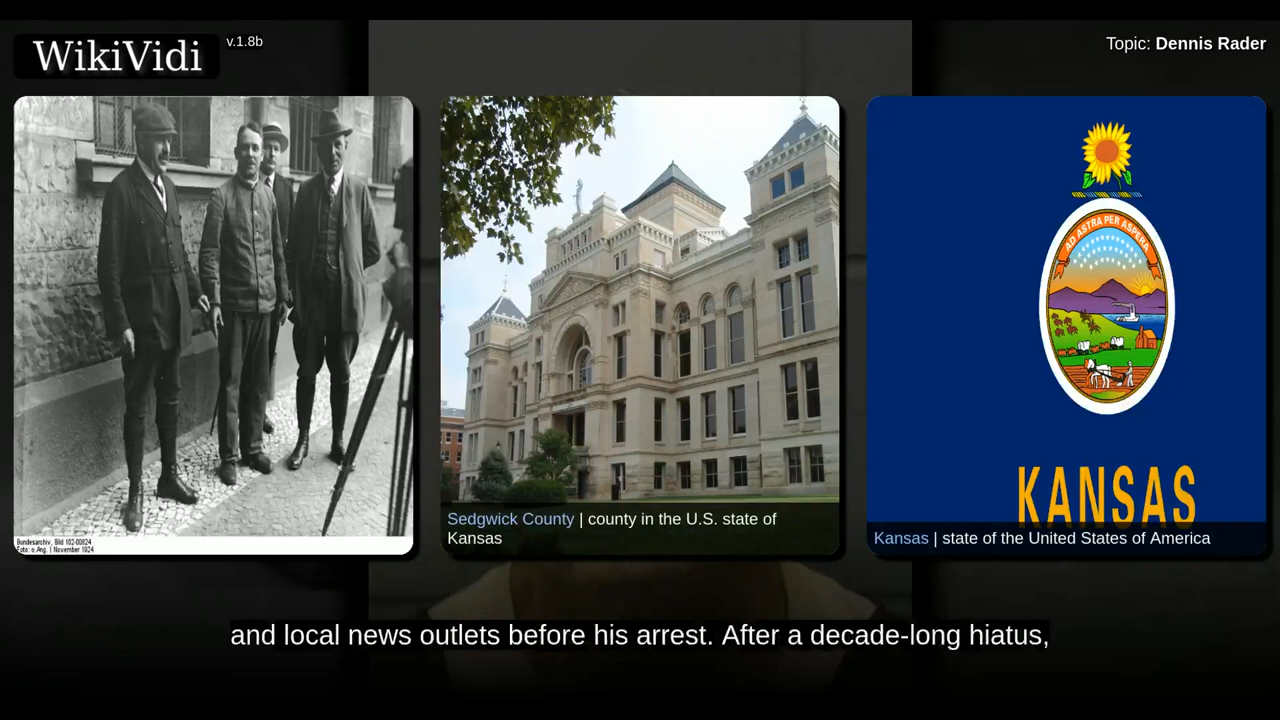 WikiVidi
v.1.8b
Topic: Dennis Rader
AD ASTRA PER ASPERA
KANSAS
Bundesarchiv, Bild 102-00824
Foto: o.Ang. | November 1924
Sedgwick County | county in the U.S. state of
Kansas
Kansas | state of the United States of America
and local news outlets before his arrest. After a decade-long hiatus,